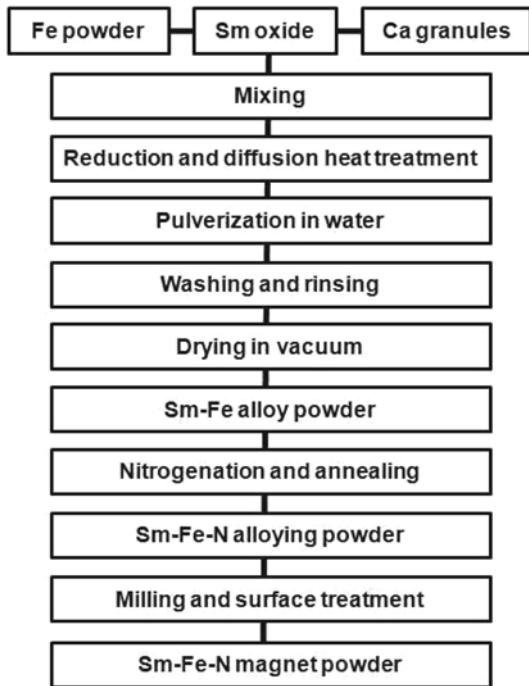 Fe powder Sm oxide Ca granules
Mixing
Reduction and diffusion heat treatment
Pulverization in water
Washing and rinsing
Drying in vacuum
Sm-Fe alloy powder
Nitrogenation and annealing
Sm-Fe-N alloying powder
Milling and surface treatment
Sm-Fe-N magnet powder